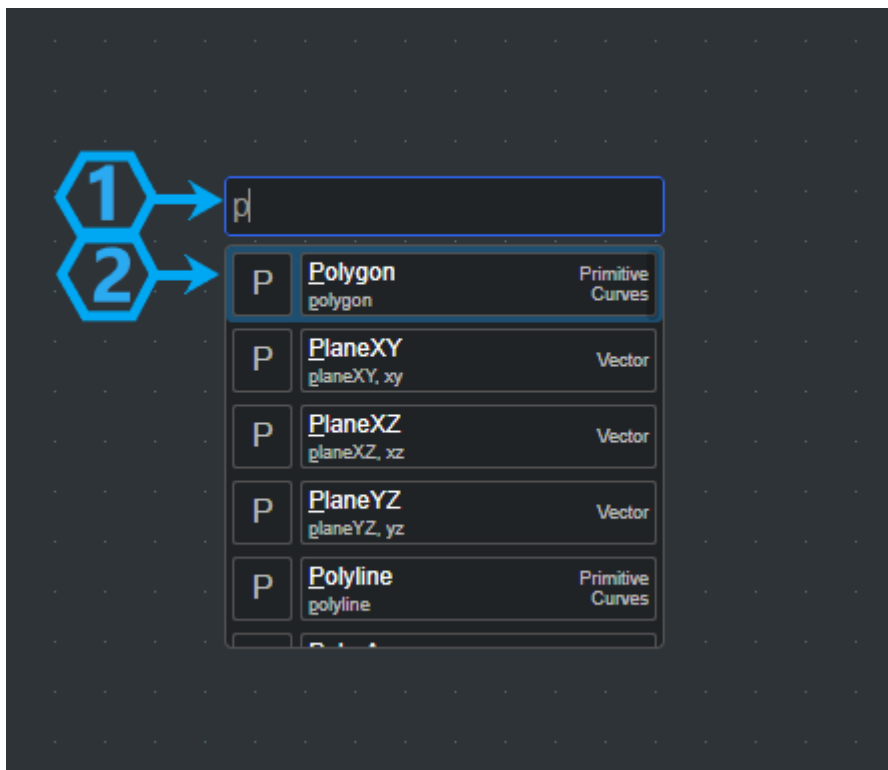 1
p
2
P
Polygon
polygon
Primitive
Curves
P
PlaneXY
planeXY, xy
Vector
P
PlaneXZ
planeXZ, xz
Vector
P
PlaneYZ
planeYZ, yz
Vector
P
Polyline
polyline
Primitive
Curves